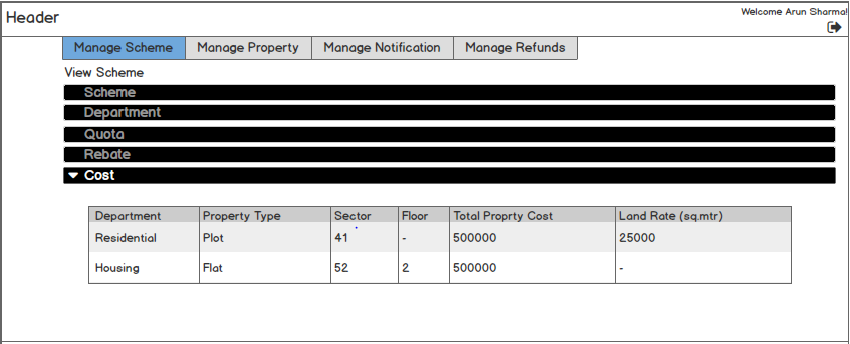 Header
Welcome Arun Sharma!
Manage Scheme Manage Property Manage Notification Manage Refunds
View Scheme
Scheme
Department
Quota
Rebate
Cost
Department Property Type Sector Floor Total Proprty Cost Land Rate (sq.mtr)
Residential Plot 41 - 500000 25000
Housing Flat 52 2 500000 -